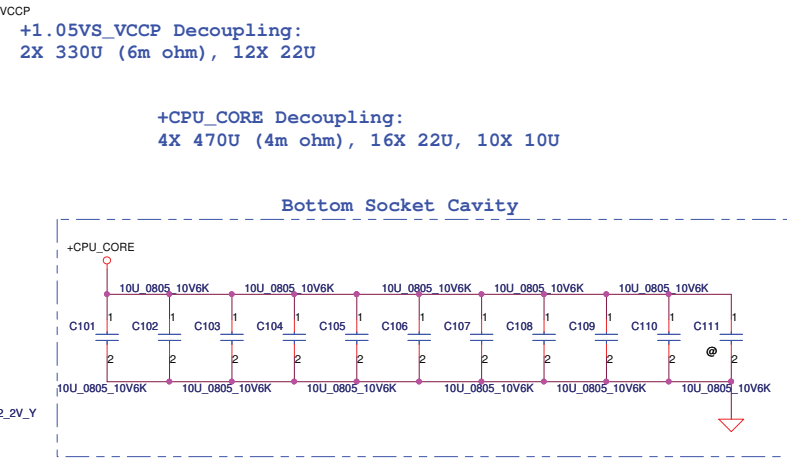 VCCP
+1.05VS_VCCP Decoupling:
2X 330U (6m ohm), 12X 22U
+CPU_CORE Decoupling:
4X 470U (4m ohm), 16X 22U, 10X 10U
Bottom Socket Cavity
+CPU_CORE
10U_0805_10V6K 10U_0805_10V6K 10U_0805_10V6K 10U_0805_10V6K 10U_0805_10V6K
1 1 1 1 1 1 1 1 1 1 1
C101 C102 C103 C104 C105 C106 C107 C108 C109 C110 C111
@
2 2 2 2 2 2 2 2 2 2 2
10U_0805_10V6K 10U_0805_10V6K 10U_0805_10V6K 10U_0805_10V6K 10U_0805_10V6K 10U_0805_10V6K
2_2V_Y